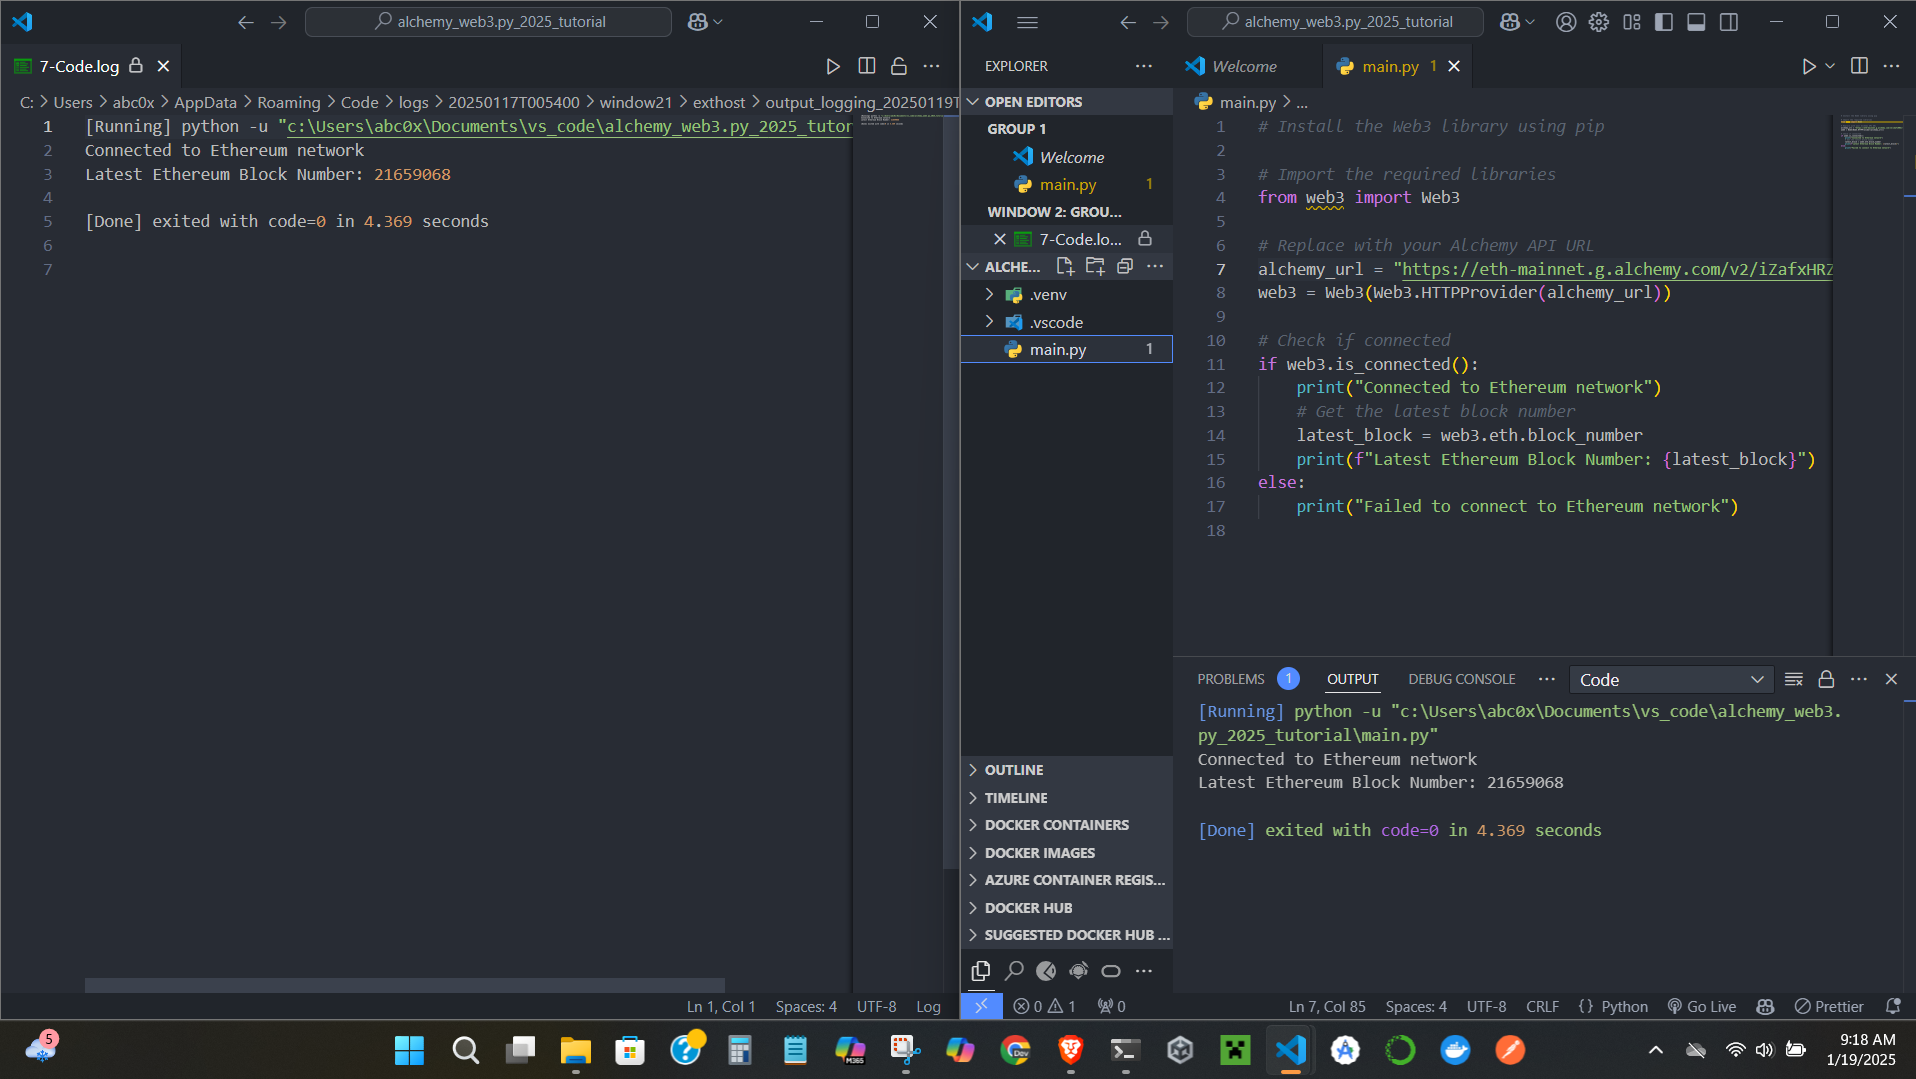 alchemy_web3.py_2025_tutorial
7-Code.log
C: > Users > abc0x > AppData > Roaming > Code > logs > 20250117T005400 > window21 > exthost > output_logging_20250119T
1 [Running] python -u "c:\Users\abc0x\Documents\vs_code\alchemy_web3.py_2025_tutor
2 Connected to Ethereum network
3 Latest Ethereum Block Number: 21659068
4
5 [Done] exited with code=0 in 4.369 seconds
6
7
Ln 1, Col 1 Spaces: 4 UTF-8 Log
alchemy_web3.py_2025_tutorial
EXPLORER
OPEN EDITORS
GROUP 1
Welcome
main.py 1
WINDOW 2: GROU...
7-Code.lo...
ALCHE...
.venv
.vscode
main.py 1
OUTLINE
TIMELINE
DOCKER CONTAINERS
DOCKER IMAGES
AZURE CONTAINER REGIS...
DOCKER HUB
SUGGESTED DOCKER HUB ...
Welcome main.py 1
main.py > ...
1 # Install the Web3 library using pip
2
3 # Import the required libraries
4 from web3 import Web3
5
6 # Replace with your Alchemy API URL
7 alchemy_url = "https://eth-mainnet.g.alchemy.com/v2/iZafxHRZ
8 web3 = Web3(Web3.HTTPProvider(alchemy_url))
9
10 # Check if connected
11 if web3.is_connected():
12 print("Connected to Ethereum network")
13 # Get the latest block number
14 latest_block = web3.eth.block_number
15 print(f"Latest Ethereum Block Number: {latest_block}")
16 else:
17 print("Failed to connect to Ethereum network")
18
PROBLEMS 1 OUTPUT DEBUG CONSOLE ... Code
[Running] python -u "c:\Users\abc0x\Documents\vs_code\alchemy_web3.
py_2025_tutorial\main.py"
Connected to Ethereum network
Latest Ethereum Block Number: 21659068
[Done] exited with code=0 in 4.369 seconds
0 1 0 Ln 7, Col 85 Spaces: 4 UTF-8 CRLF {} Python Go Live Prettier
5
M365
Dev
9:18 AM
1/19/2025